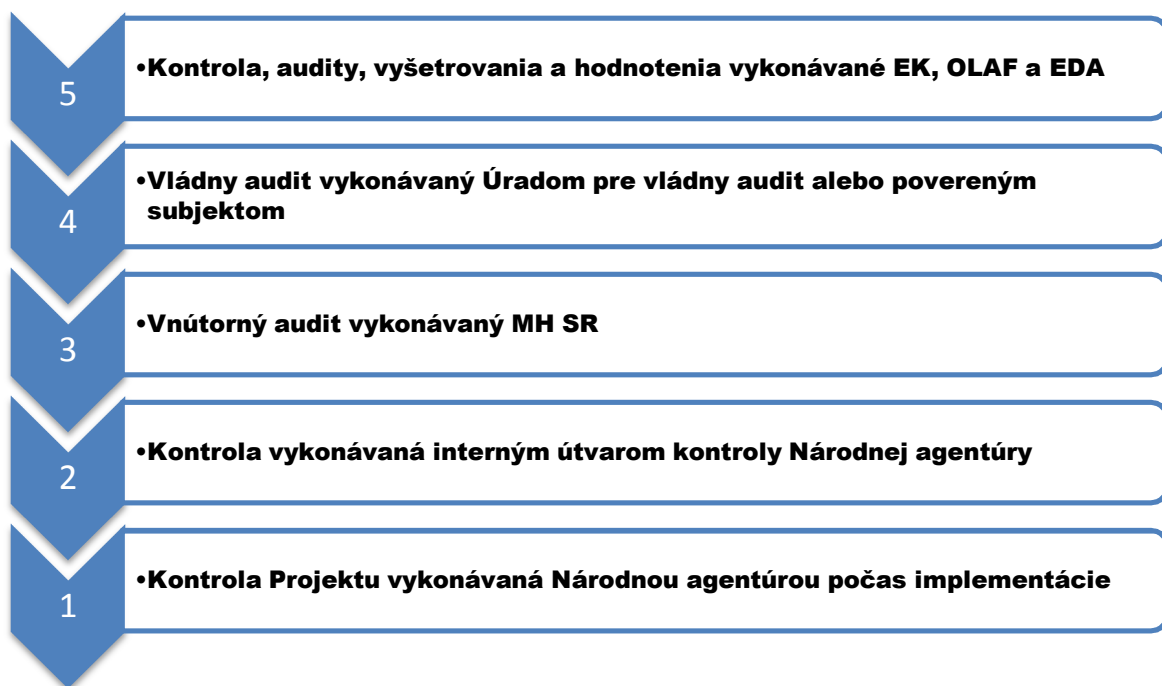 5
•Kontrola, audity, vyšetrovania a hodnotenia vykonávané EK, OLAF a EDA
4
•Vládny audit vykonávaný Úradom pre vládny audit alebo povereným
subjektom
3
•Vnútorný audit vykonávaný MH SR
2
•Kontrola vykonávaná interným útvarom kontroly Národnej agentúry
1
•Kontrola Projektu vykonávaná Národnou agentúrou počas implementácie